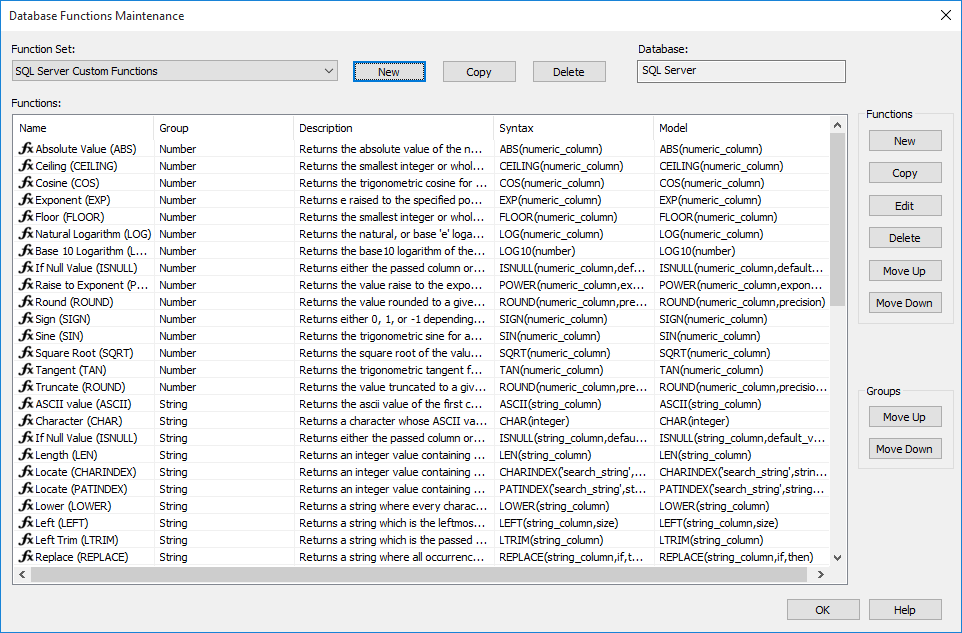 Database Functions Maintenance
Function Set:
Database:
SQL Server Custom Functions
New
Copy
Delete
SQL Server
Functions:
Name Group Description Syntax Model
Absolute Value (ABS) Number Returns the absolute value of the n... ABS(numeric_column) ABS(numeric_column)
Ceiling (CEILING) Number Returns the smallest integer or whol... CEILING(numeric_column) CEILING(numeric_column)
Cosine (COS) Number Returns the trigonometric cosine for ... COS(numeric_column) COS(numeric_column)
Exponent (EXP) Number Returns e raised to the specified po... EXP(numeric_column) EXP(numeric_column)
Floor (FLOOR) Number Returns the smallest integer or whol... FLOOR(numeric_column) FLOOR(numeric_column)
Natural Logarithm (LOG) Number Returns the natural, or base 'e' loga... LOG(numeric_column) LOG(numeric_column)
Base 10 Logarithm (L... Number Returns the base10 logarithm of the... LOG10(number) LOG10(number)
If Null Value (ISNULL) Number Returns either the passed column or... ISNULL(numeric_column,def... ISNULL(numeric_column,default...
Raise to Exponent (P... Number Returns the value raise to the expo... POWER(numeric_column,ex... POWER(numeric_column,expon...
Round (ROUND) Number Returns the value rounded to a give... ROUND(numeric_column,pre... ROUND(numeric_column,precision)
Sign (SIGN) Number Returns either 0, 1, or -1 depending... SIGN(numeric_column) SIGN(numeric_column)
Sine (SIN) Number Returns the trigonometric sine for a... SIN(numeric_column) SIN(numeric_column)
Square Root (SQRT) Number Returns the square root of the valu... SQRT(numeric_column) SQRT(numeric_column)
Tangent (TAN) Number Returns the trigonometric tangent f... TAN(numeric_column) TAN(numeric_column)
Truncate (ROUND) Number Returns the value truncated to a giv... ROUND(numeric_column,pre... ROUND(numeric_column,precisio...
ASCII value (ASCII) String Returns the ascii value of the first c... ASCII(string_column) ASCII(string_column)
Character (CHAR) String Returns a character whose ASCII va... CHAR(integer) CHAR(integer)
If Null Value (ISNULL) String Returns either the passed column or... ISNULL(string_column,defau... ISNULL(string_column,default_v...
Length (LEN) String Returns an integer value containing ... LEN(string_column) LEN(string_column)
Locate (CHARINDEX) String Returns an integer value containing ... CHARINDEX('search_string',... CHARINDEX('search_string',strin...
Locate (PATINDEX) String Returns an integer value containing ... PATINDEX('search_string',st... PATINDEX('search_string',string...
Lower (LOWER) String Returns a string where every charac... LOWER(string_column) LOWER(string_column)
Left (LEFT) String Returns a string which is the leftmos... LEFT(string_column,size) LEFT(string_column,size)
Left Trim (LTRIM) String Returns a string which is the passed ... LTRIM(string_column) LTRIM(string_column)
Replace (REPLACE) String Returns a string where all occurrenc... REPLACE(string_column,if,t... REPLACE(string_column,if,then)
Functions
New
Copy
Edit
Delete
Move Up
Move Down
Groups
Move Up
Move Down
OK
Help